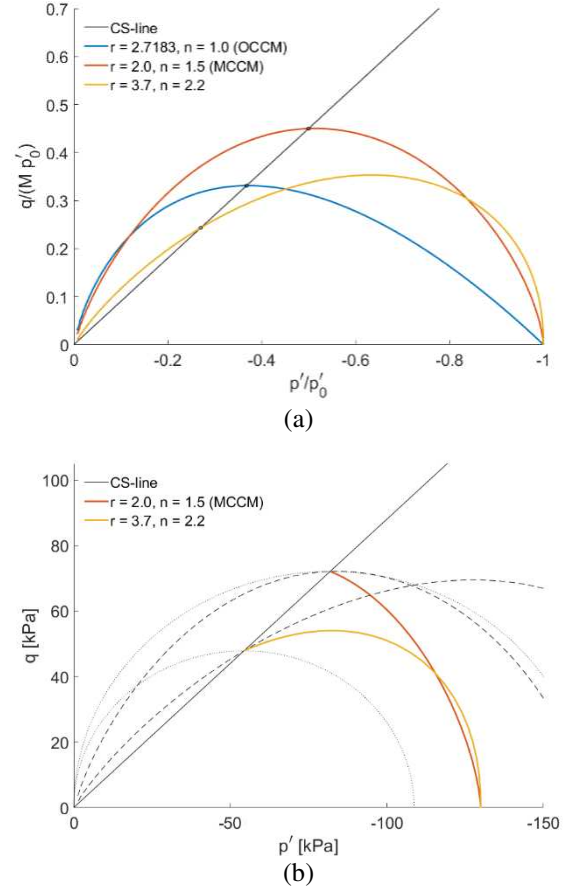 0.7
CS-line
r = 2.7183, n = 1.0 (OCCM)
r = 2.0, n = 1.5 (MCCM)
r = 3.7, n = 2.2
0.6
0.5
0.4
0.3
0.2
0.1
0
q/(M p′₀)
0 -0.2 -0.4 -0.6 -0.8 -1
p′/p′₀
(a)
CS-line
r = 2.0, n = 1.5 (MCCM)
r = 3.7, n = 2.2
100
80
60
40
20
0
q [kPa]
0 -50 -100 -150
p′ [kPa]
(b)